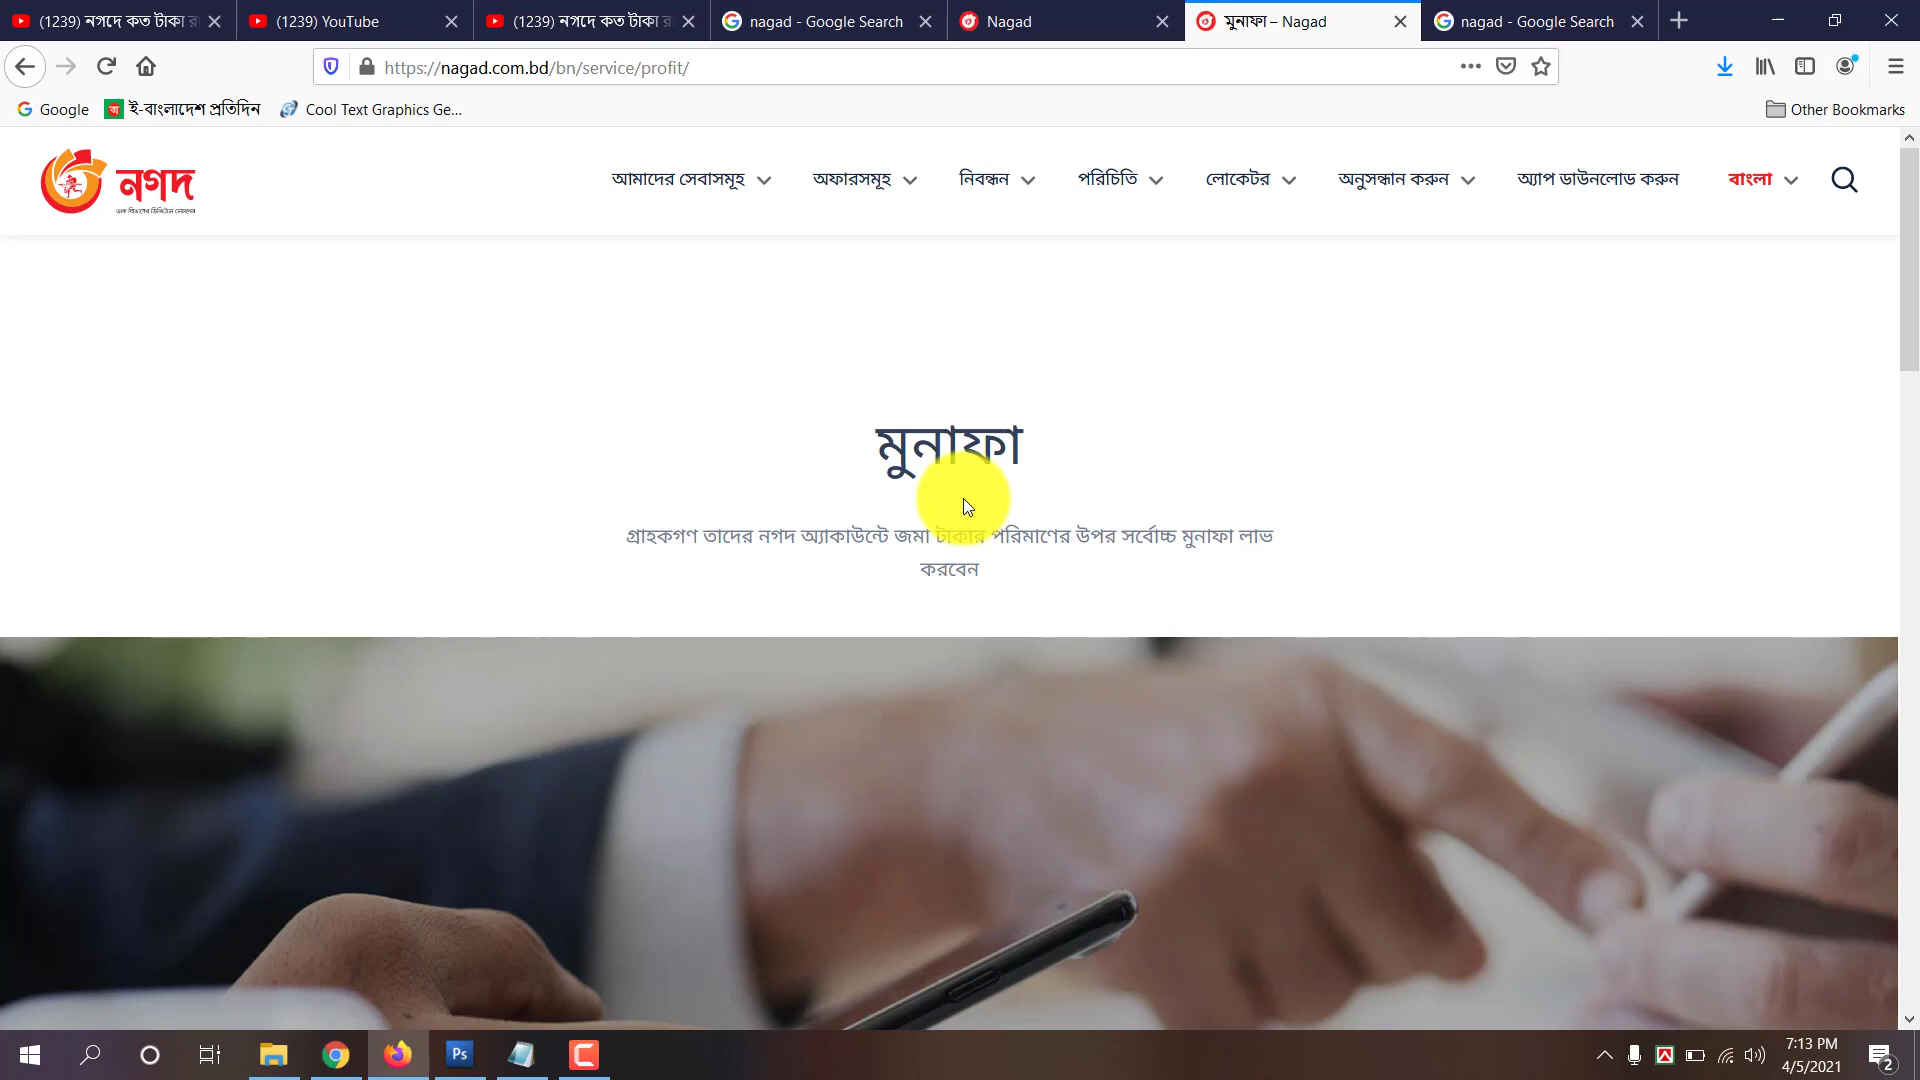 (1239) নগদে কত টাকা র
(1239) YouTube
(1239) নগদে কত টাকা র
nagad - Google Search
Nagad
মুনাফা – Nagad
nagad - Google Search
https://nagad.com.bd/bn/service/profit/
Google
ই-বাংলাদেশ প্রতিদিন
Cool Text Graphics Ge...
Other Bookmarks
নগদ
ডাক বিভাগের ডিজিটাল লেনদেন
আমাদের সেবাসমূহ
অফারসমূহ
নিবন্ধন
পরিচিতি
লোকেটর
অনুসন্ধান করুন
অ্যাপ ডাউনলোড করুন
বাংলা
মুনাফা
গ্রাহকগণ তাদের নগদ অ্যাকাউন্টে জমা টাকার পরিমাণের উপর সর্বোচ্চ মুনাফা লাভ
করবেন
Ps
7:13 PM
4/5/2021
2